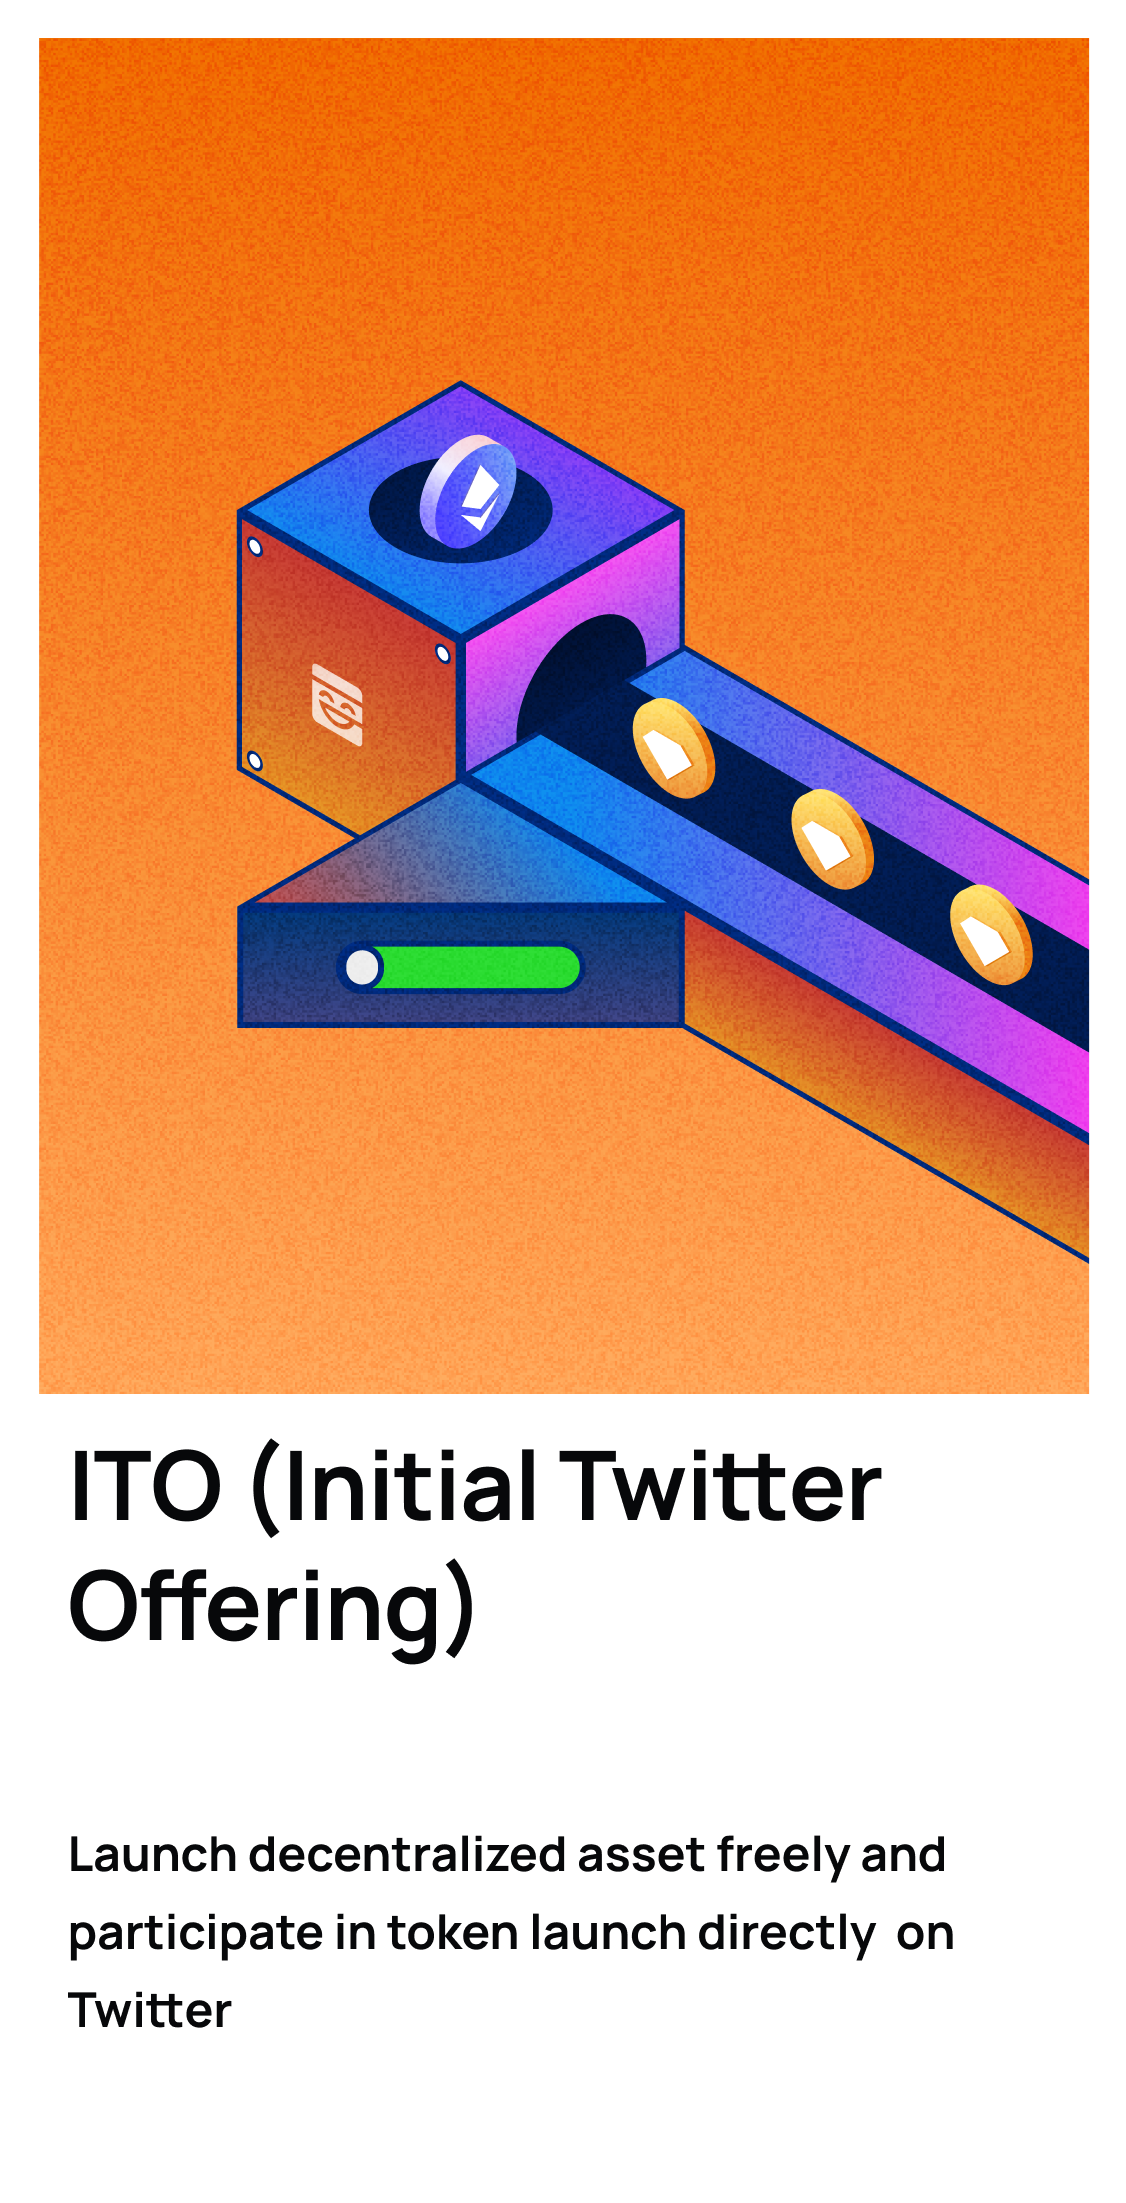 ITO (Initial Twitter
Offering)
Launch decentralized asset freely and
participate in token launch directly  on
Twitter